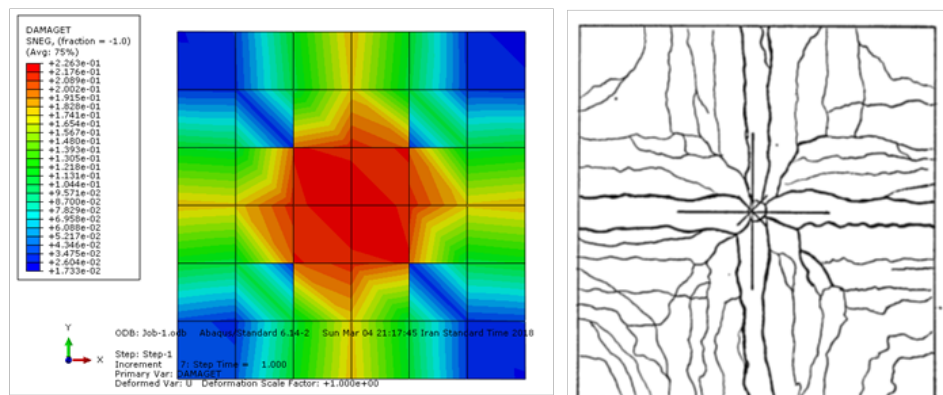 DAMAGET
SNEG, (fraction = -1.0)
(Avg: 75%)
+2.263e-01
+2.176e-01
+2.089e-01
+2.002e-01
+1.915e-01
+1.828e-01
+1.741e-01
+1.654e-01
+1.567e-01
+1.480e-01
+1.393e-01
+1.305e-01
+1.218e-01
+1.131e-01
+1.044e-01
+9.571e-02
+8.700e-02
+7.829e-02
+6.958e-02
+6.088e-02
+5.217e-02
+4.346e-02
+3.475e-02
+2.604e-02
+1.733e-02
Y
X
ODB: Job-1.odb Abaqus/Standard 6.14-2 Sun Mar 04 21:17:45 Iran Standard Time 2018
Step: Step-1
Increment 7: Step Time = 1.000
Primary Var: DAMAGET
Deformed Var: U Deformation Scale Factor: +1.000e+00